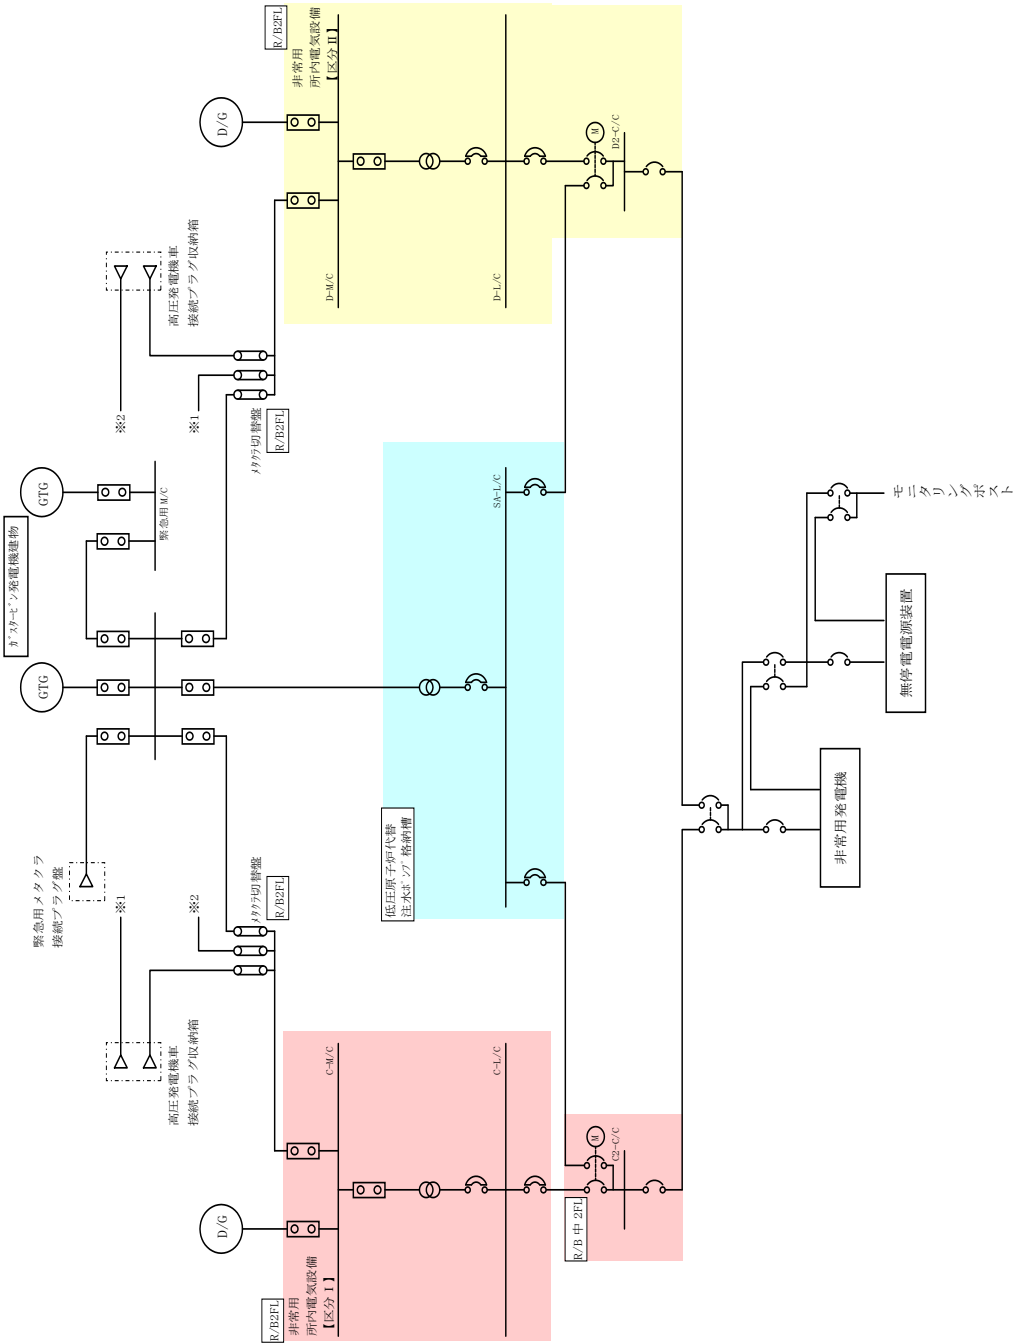 R/B2FL
非常用
所内電気設備
【区分Ⅱ】
D/G
D-M/C
D-L/C
M
D2-C/C
高圧発電機車
接続プラグ収納箱
※2
※1
メタクラ切替盤
R/B2FL
GTG
緊急用 M/C
ガスタービン発電機建物
GTG
SA-L/C
低圧原子炉代替
注水ポンプ格納槽
モニタリングポスト
無停電電源装置
非常用発電機
緊急用メタクラ
接続プラグ盤
※1
※2
メタクラ切替盤
R/B2FL
高圧発電機車
接続プラグ収納箱
C-M/C
C-L/C
M
C2-C/C
R/B 中 2FL
D/G
R/B2FL
非常用
所内電気設備
【区分Ⅰ】